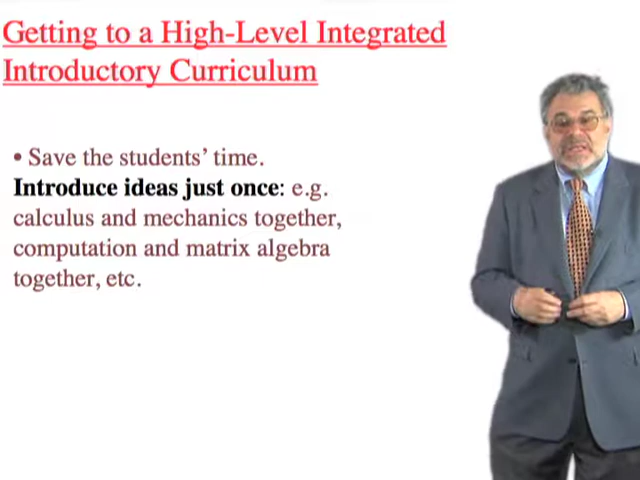 Getting to a High-Level Integrated
Introductory Curriculum
• Save the students’ time.
Introduce ideas just once: e.g.
calculus and mechanics together,
computation and matrix algebra
together, etc.